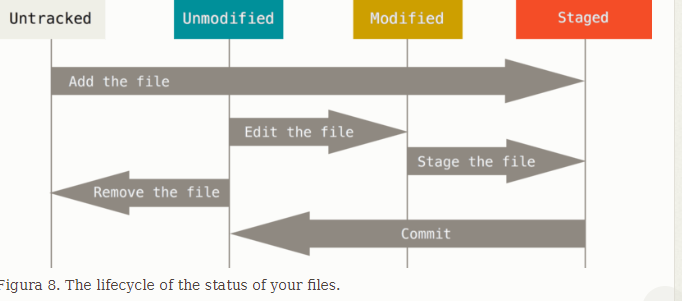 Untracked Unmodified Modified Staged
Add the file
Edit the file
Stage the file
Remove the file
Commit
Figura 8. The lifecycle of the status of your files.